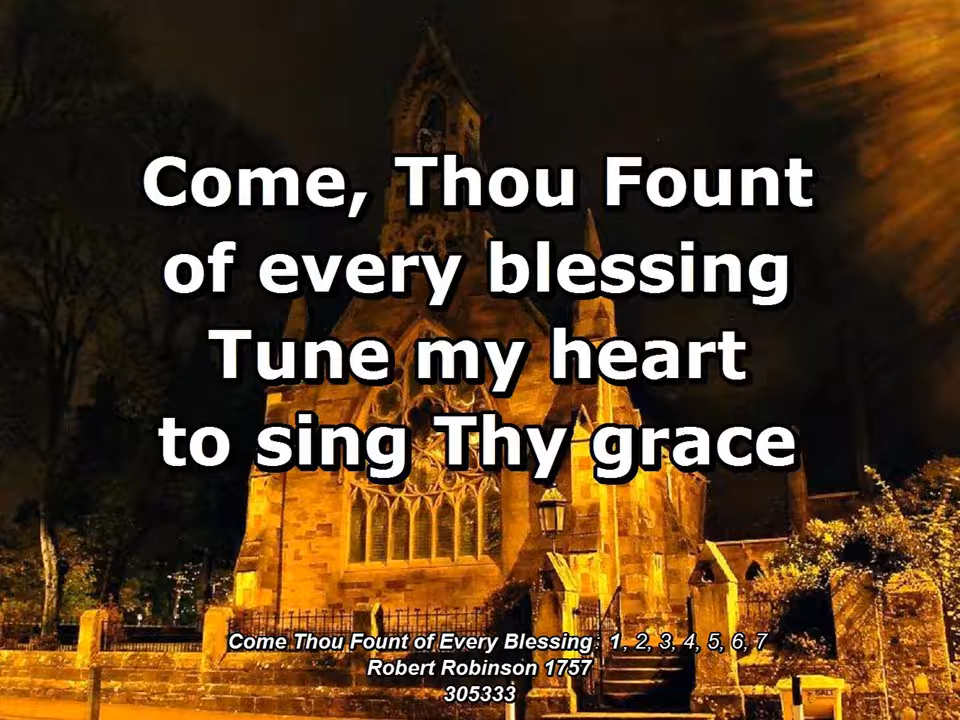 Come, Thou Fount
of every blessing
Tune my heart
to sing Thy grace
Come Thou Fount of Every Blessing: 1, 2, 3, 4, 5, 6, 7
Robert Robinson 1757
305333
SALE